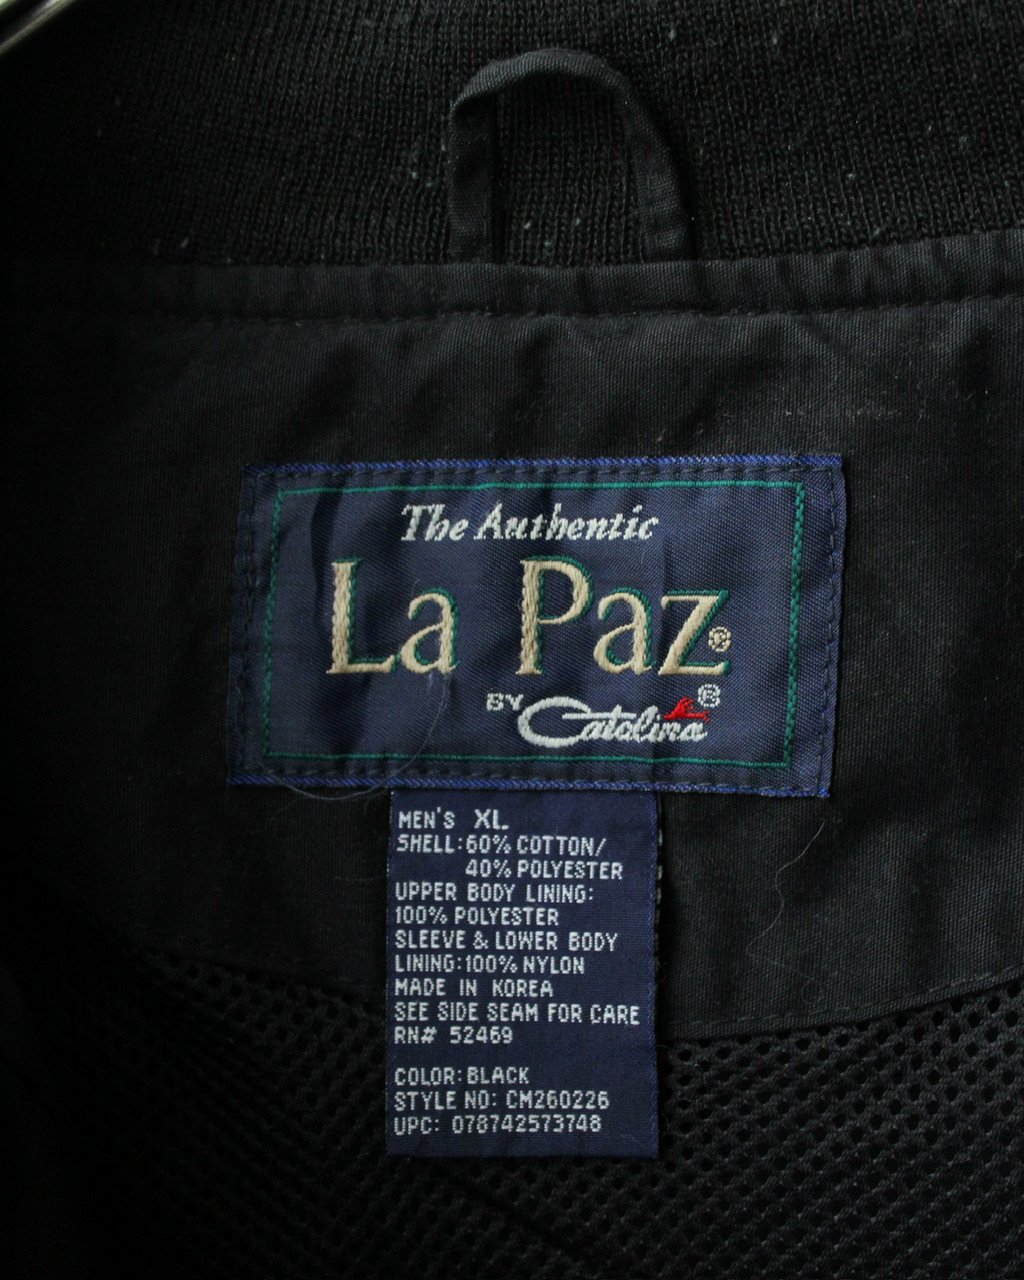 The Authentic
La Paz®
BY Catalina®
MEN'S XL
SHELL:60% COTTON/
40% POLYESTER
UPPER BODY LINING:
100% POLYESTER
SLEEVE & LOWER BODY
LINING:100% NYLON
MADE IN KOREA
SEE SIDE SEAM FOR CARE
RN# 52469
COLOR:BLACK
STYLE NO: CM260226
UPC: 078742573748